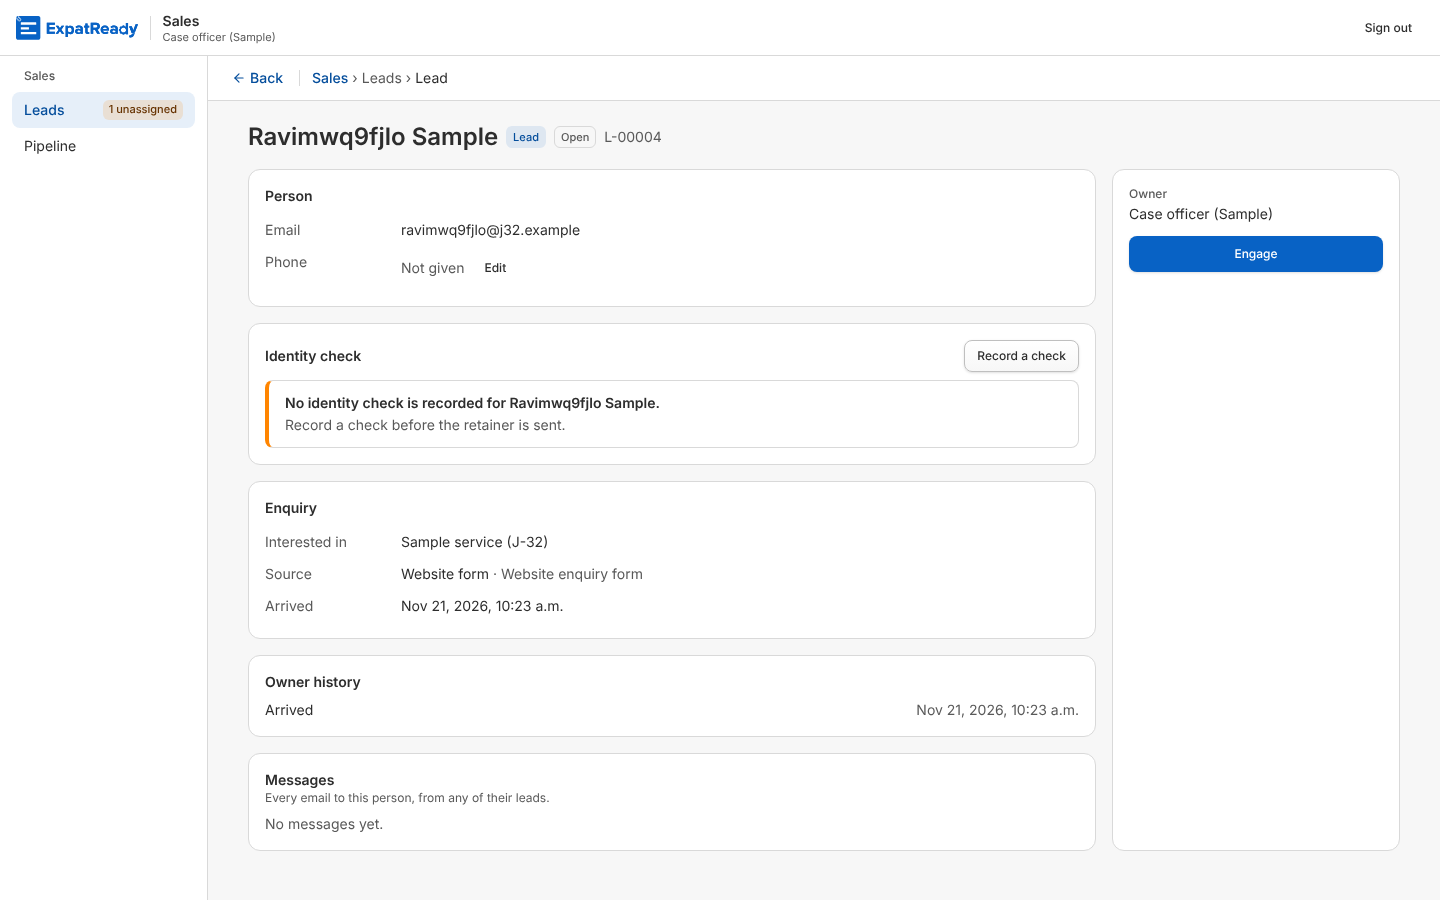 ExpatReady
Sales
Case officer (Sample)
Sign out
Sales
Leads 1 unassigned
Pipeline
← Back
Sales › Leads › Lead
Ravimwq9fjlo Sample Lead Open L-00004
Person
Email ravimwq9fjlo@j32.example
Phone Not given Edit
Identity check Record a check
No identity check is recorded for Ravimwq9fjlo Sample.
Record a check before the retainer is sent.
Enquiry
Interested in Sample service (J-32)
Source Website form · Website enquiry form
Arrived Nov 21, 2026, 10:23 a.m.
Owner history
Arrived Nov 21, 2026, 10:23 a.m.
Messages
Every email to this person, from any of their leads.
No messages yet.
Owner
Case officer (Sample)
Engage